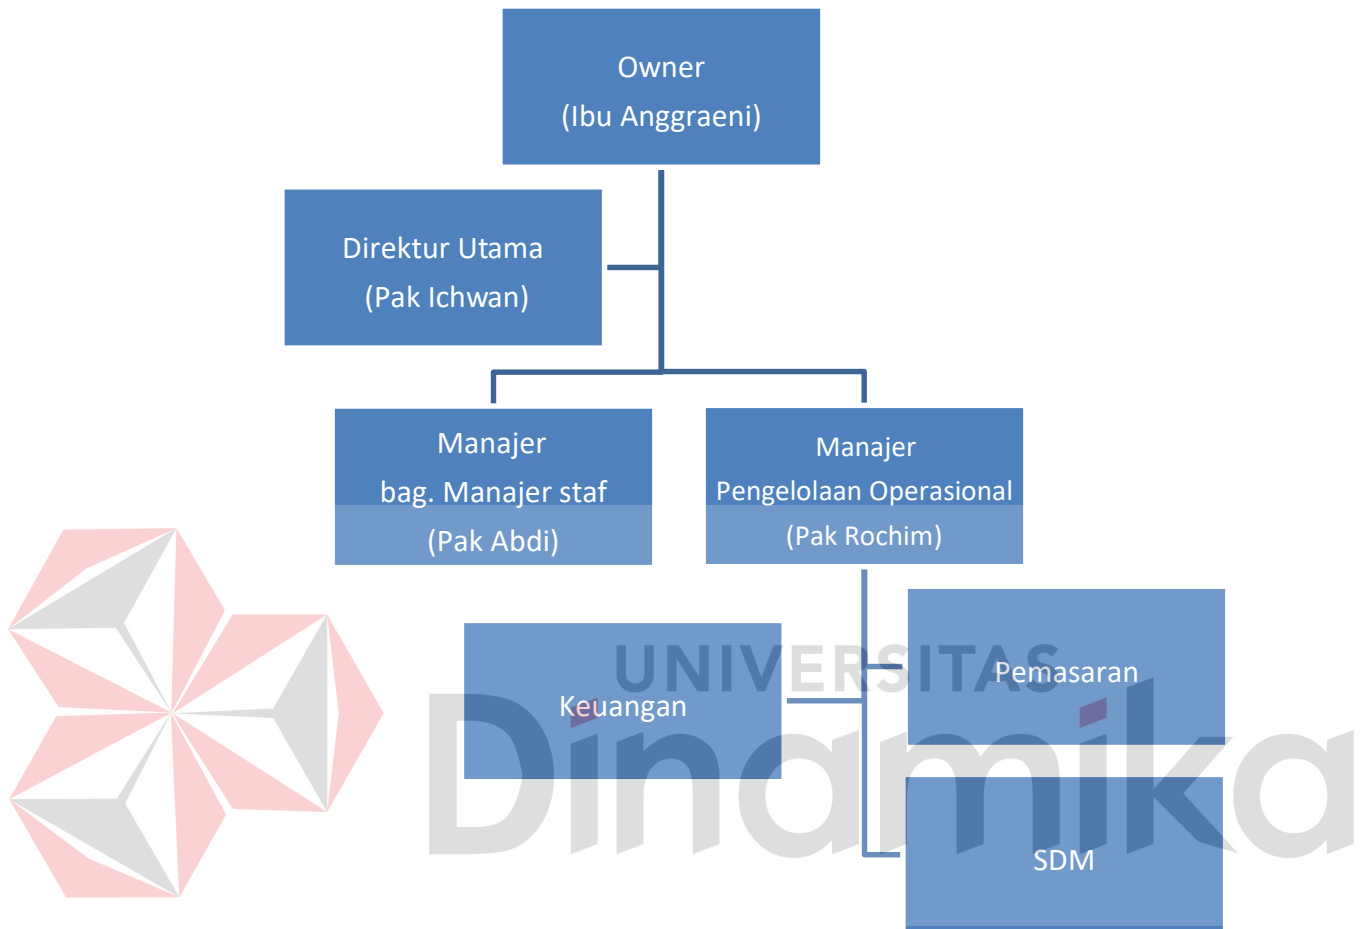 Owner
(Ibu Anggraeni)
Direktur Utama
(Pak Ichwan)
Manajer
bag. Manajer staf
(Pak Abdi)
Manajer
Pengelolaan Operasional
(Pak Rochim)
Keuangan
Pemasaran
SDM
UNIVERSITAS
Dinamika